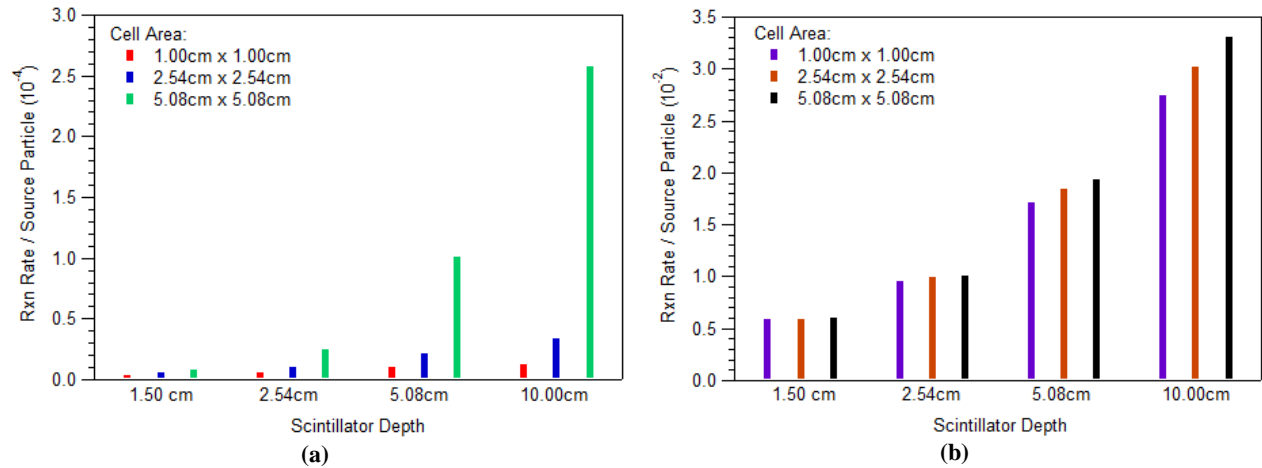 3.0
2.5
2.0
1.5
1.0
0.5
0.0
Rxn Rate / Source Particle (10⁻⁴)
Cell Area:
1.00cm x 1.00cm
2.54cm x 2.54cm
5.08cm x 5.08cm
1.50 cm
2.54cm
5.08cm
10.00cm
Scintillator Depth
(a)
3.5
3.0
2.5
2.0
1.5
1.0
0.5
0.0
Rxn Rate / Source Particle (10⁻²)
Cell Area:
1.00cm x 1.00cm
2.54cm x 2.54cm
5.08cm x 5.08cm
1.50 cm
2.54cm
5.08cm
10.00cm
Scintillator Depth
(b)